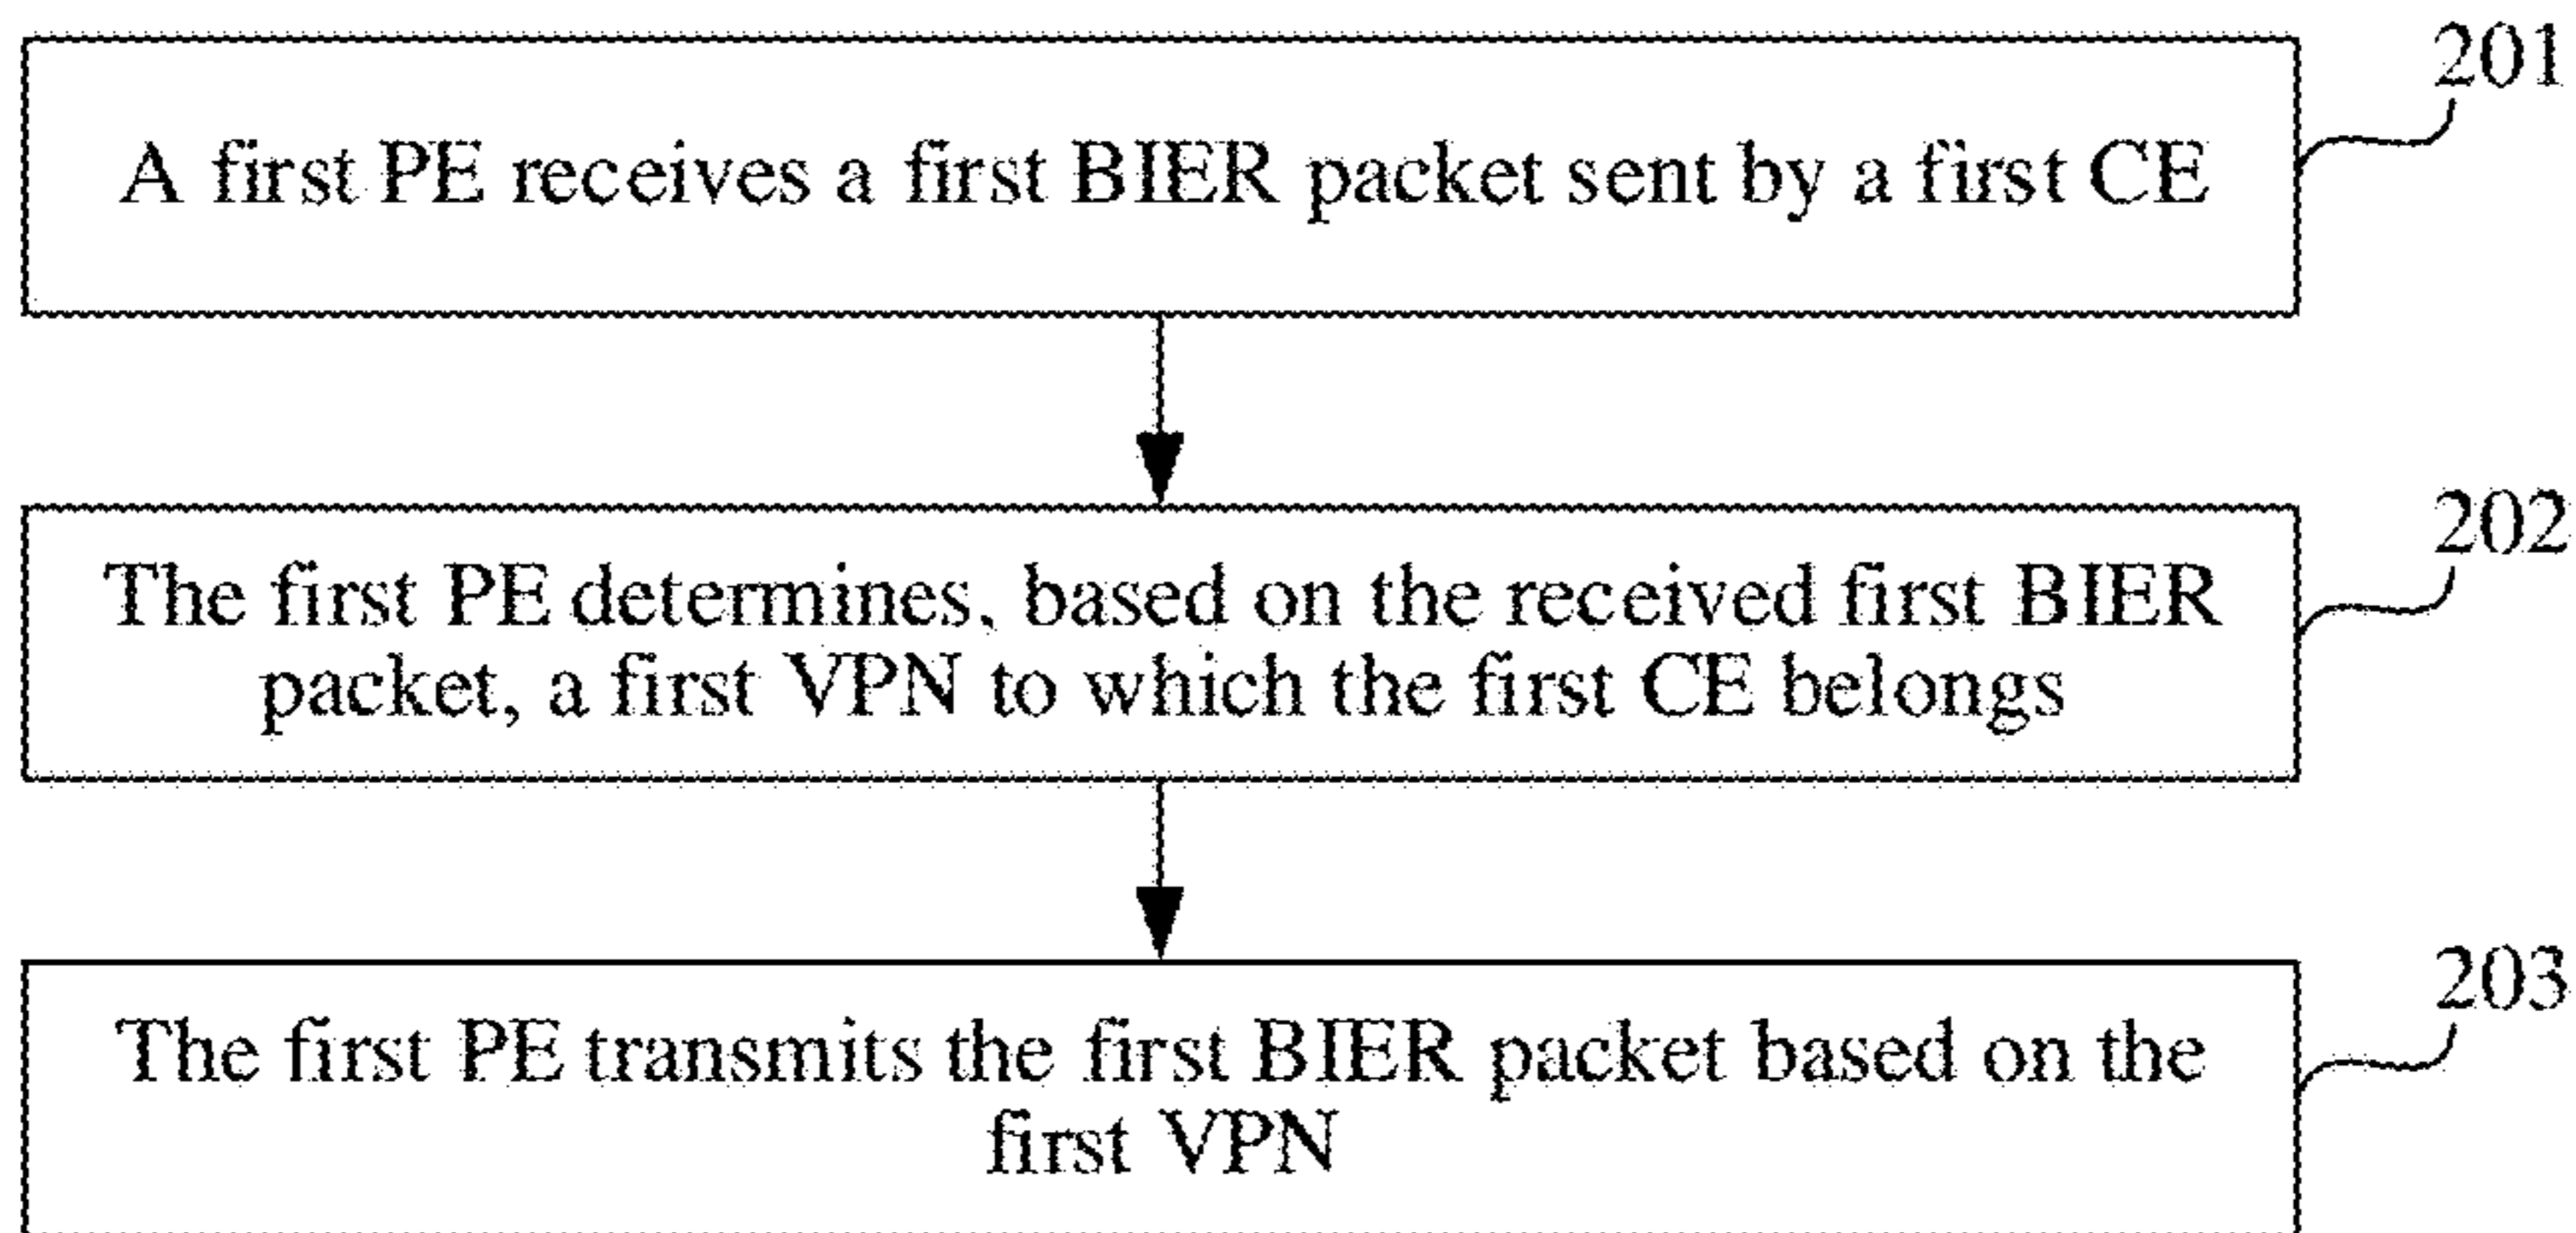 201
A first PE receives a first BIER packet sent by a first CE
202
The first PE determines, based on the received first BIER
packet, a first VPN to which the first CE belongs
203
The first PE transmits the first BIER packet based on the
first VPN